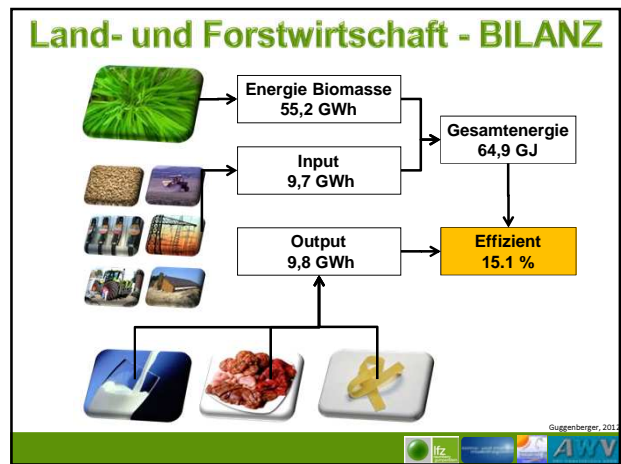 Land- und Forstwirtschaft - BILANZ
Energie Biomasse
55,2 GWh
Gesamtenergie
64,9 GJ
Input
9,7 GWh
Output
9,8 GWh
Effizient
15.1 %
Guggenberger, 2012
lfz
AWV